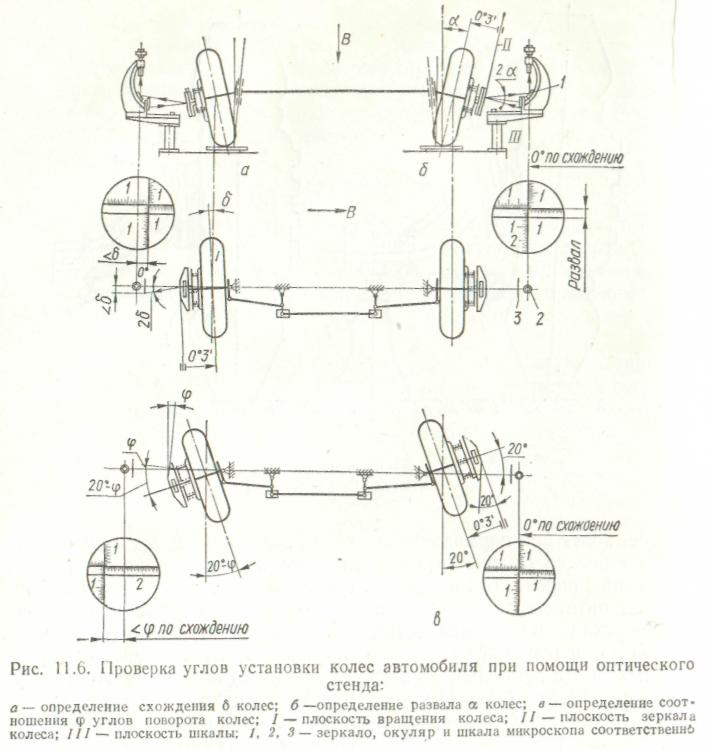 α
0°3'
В
II
2α
1
III
а
б
0° по схождению
1
1
1
1
1
1
2
1
Развал
δ
В
<δ
0°
I
<δ
2δ
3
2
0°3'
III
φ
φ
20°-φ
20°
20°
0°3'
III
0° по схождению
20°-φ
20°
1
1
2
1
1
1
1
<φ по схождению
в
Рис. 11.6. Проверка углов установки колес автомобиля при помощи оптического
стенда:
а — определение схождения δ колес; б —определение развала α колес; в — определение соот-
ношения φ углов поворота колес; I — плоскость вращения колеса; II — плоскость зеркала
колеса; III — плоскость шкалы; 1, 2, 3 — зеркало, окуляр и шкала микроскопа соответственно